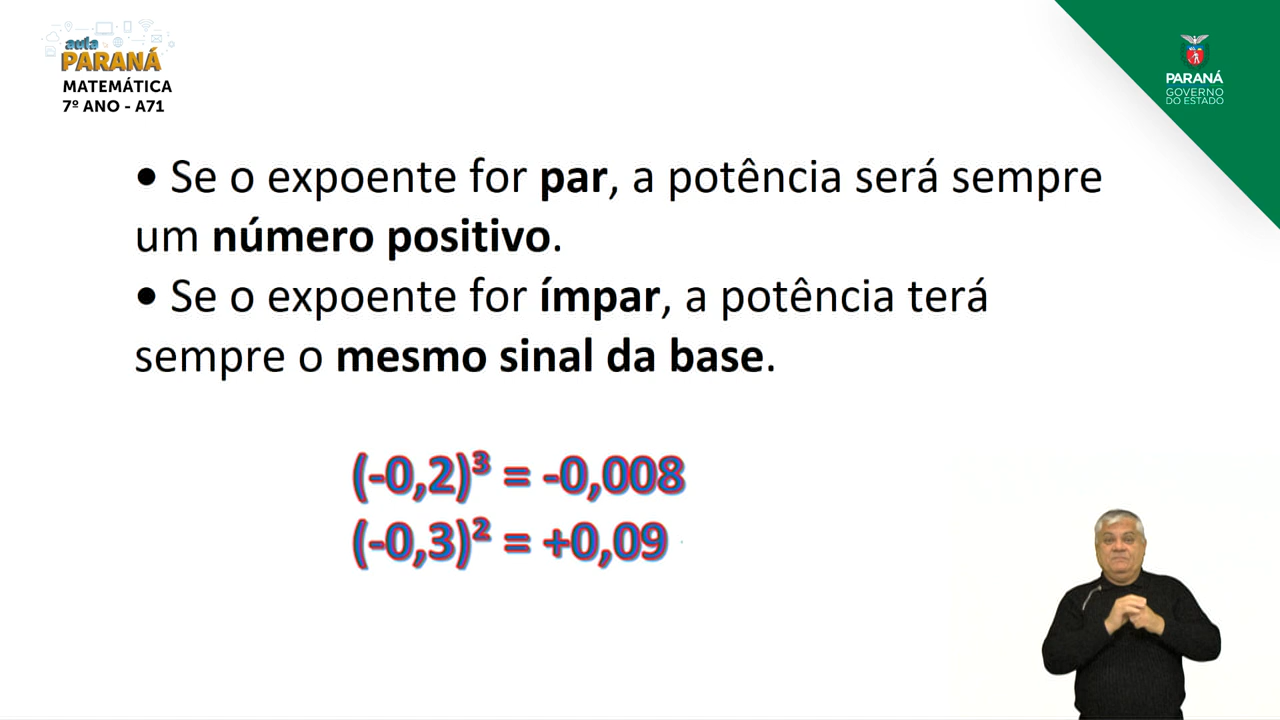 aula
PARANÁ
MATEMÁTICA
7º ANO - A71
PARANÁ
GOVERNO
DO ESTADO
• Se o expoente for par, a potência será sempre
um número positivo.
• Se o expoente for ímpar, a potência terá
sempre o mesmo sinal da base.
(-0,2)³ = -0,008
(-0,3)² = +0,09